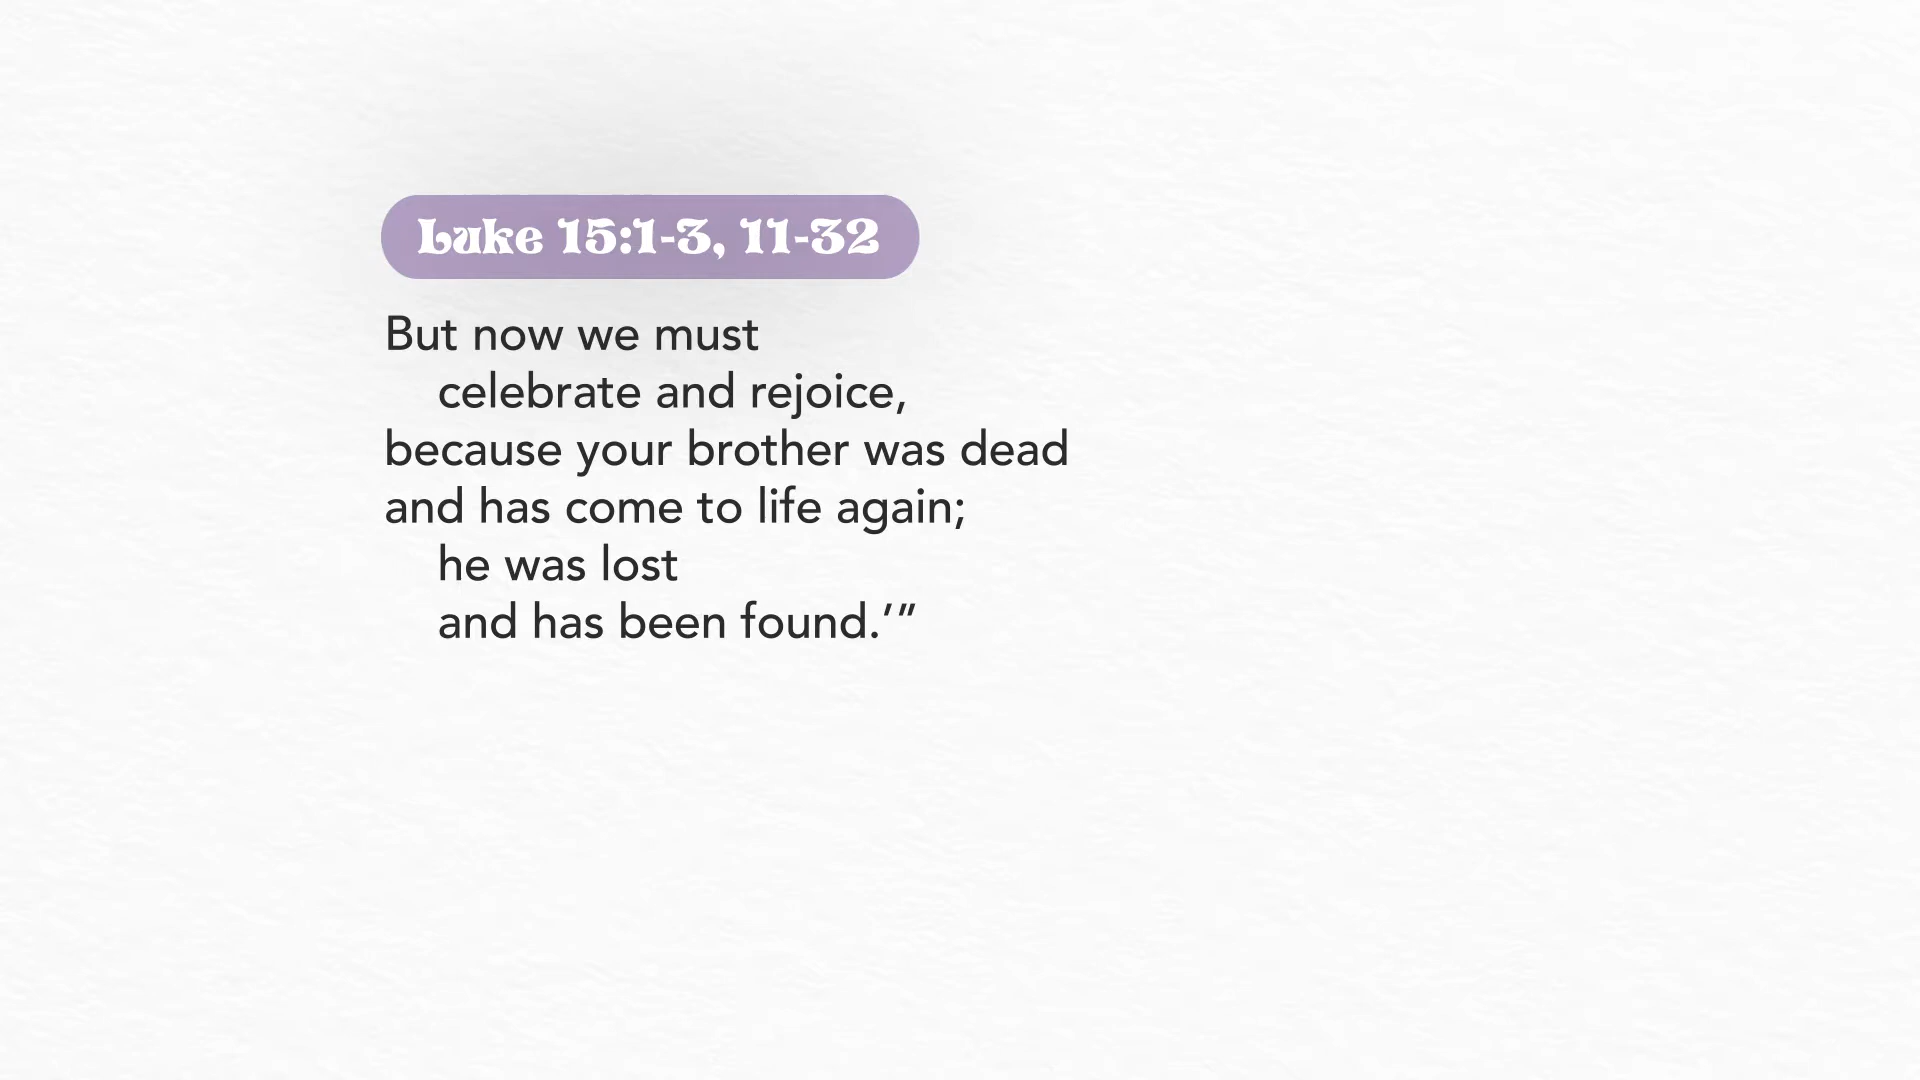 Luke 15:1-3, 11-32
But now we must
celebrate and rejoice,
because your brother was dead
and has come to life again;
he was lost
and has been found.’”